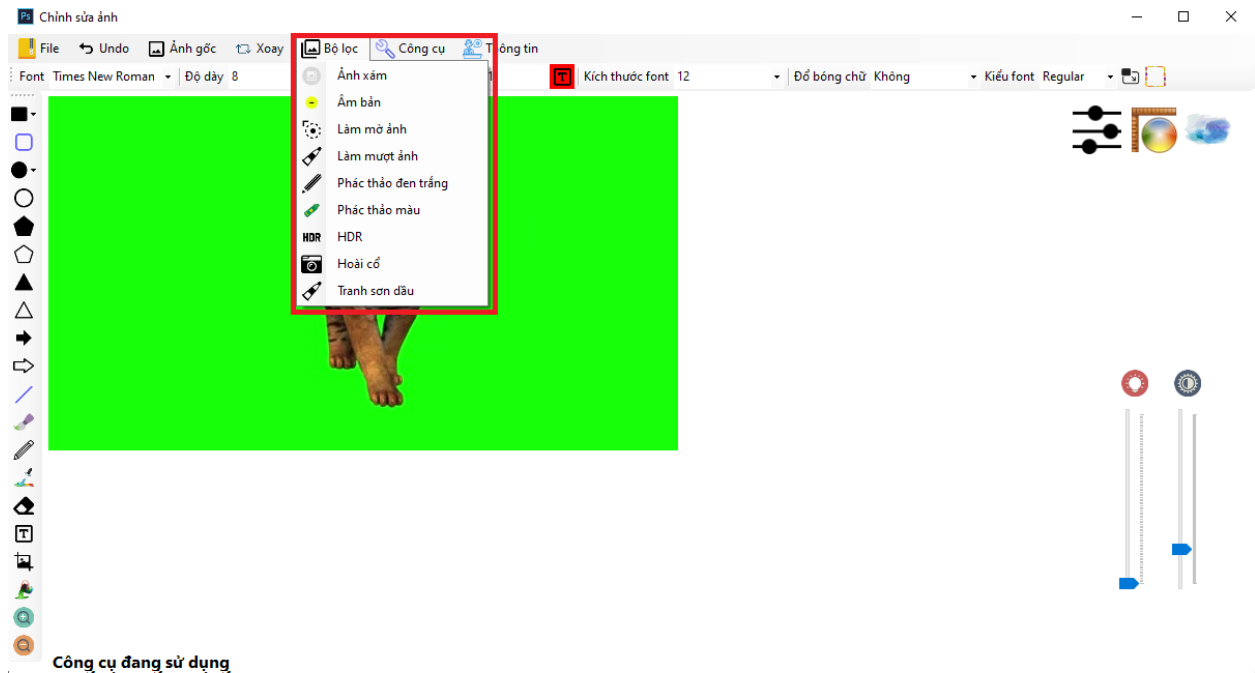 Ps Chỉnh sửa ảnh
File Undo Ảnh gốc Xoay Bộ lọc Công cụ Thông tin
Font Times New Roman Độ dày 8 1 T Kích thước font 12 Đổ bóng chữ Không Kiểu font Regular
Ảnh xám
Âm bản
Làm mờ ảnh
Làm mượt ảnh
Phác thảo đen trắng
Phác thảo màu
HDR HDR
Hoài cổ
Tranh sơn dầu
T
Công cụ đang sử dụng